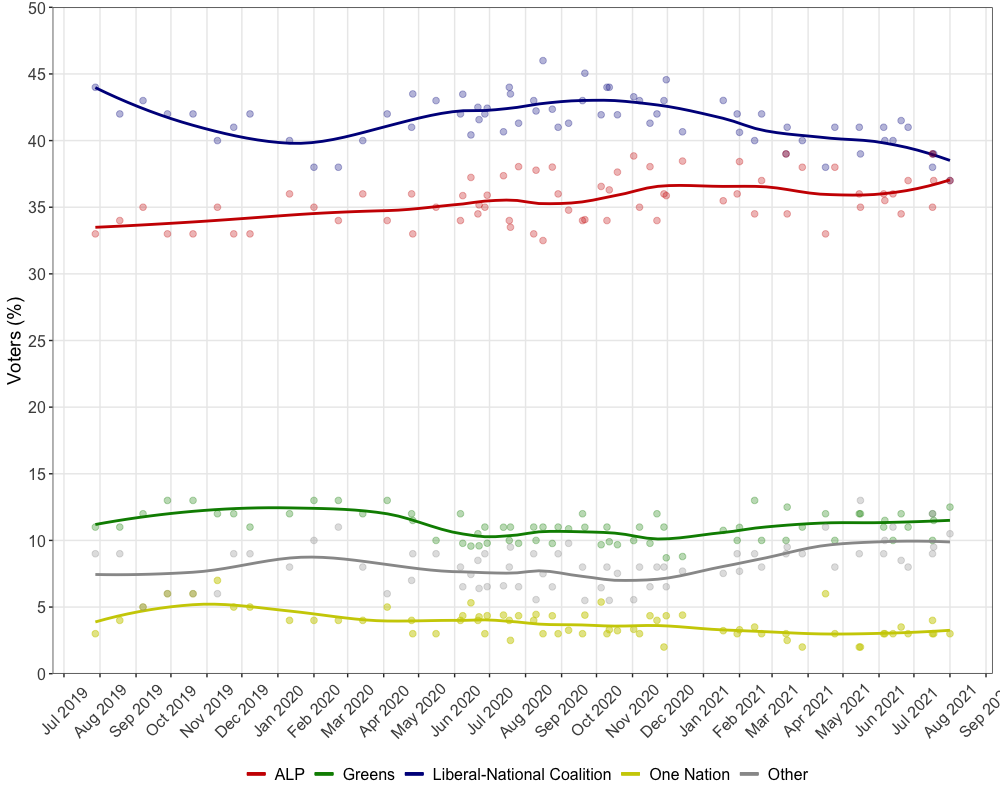 50
45
40
35
30
25
20
15
10
5
0
Voters (%)
Jul 2019
Aug 2019
Sep 2019
Oct 2019
Nov 2019
Dec 2019
Jan 2020
Feb 2020
Mar 2020
Apr 2020
May 2020
Jun 2020
Jul 2020
Aug 2020
Sep 2020
Oct 2020
Nov 2020
Dec 2020
Jan 2021
Feb 2021
Mar 2021
Apr 2021
May 2021
Jun 2021
Jul 2021
Aug 2021
Sep 20
ALP Greens Liberal-National Coalition One Nation Other